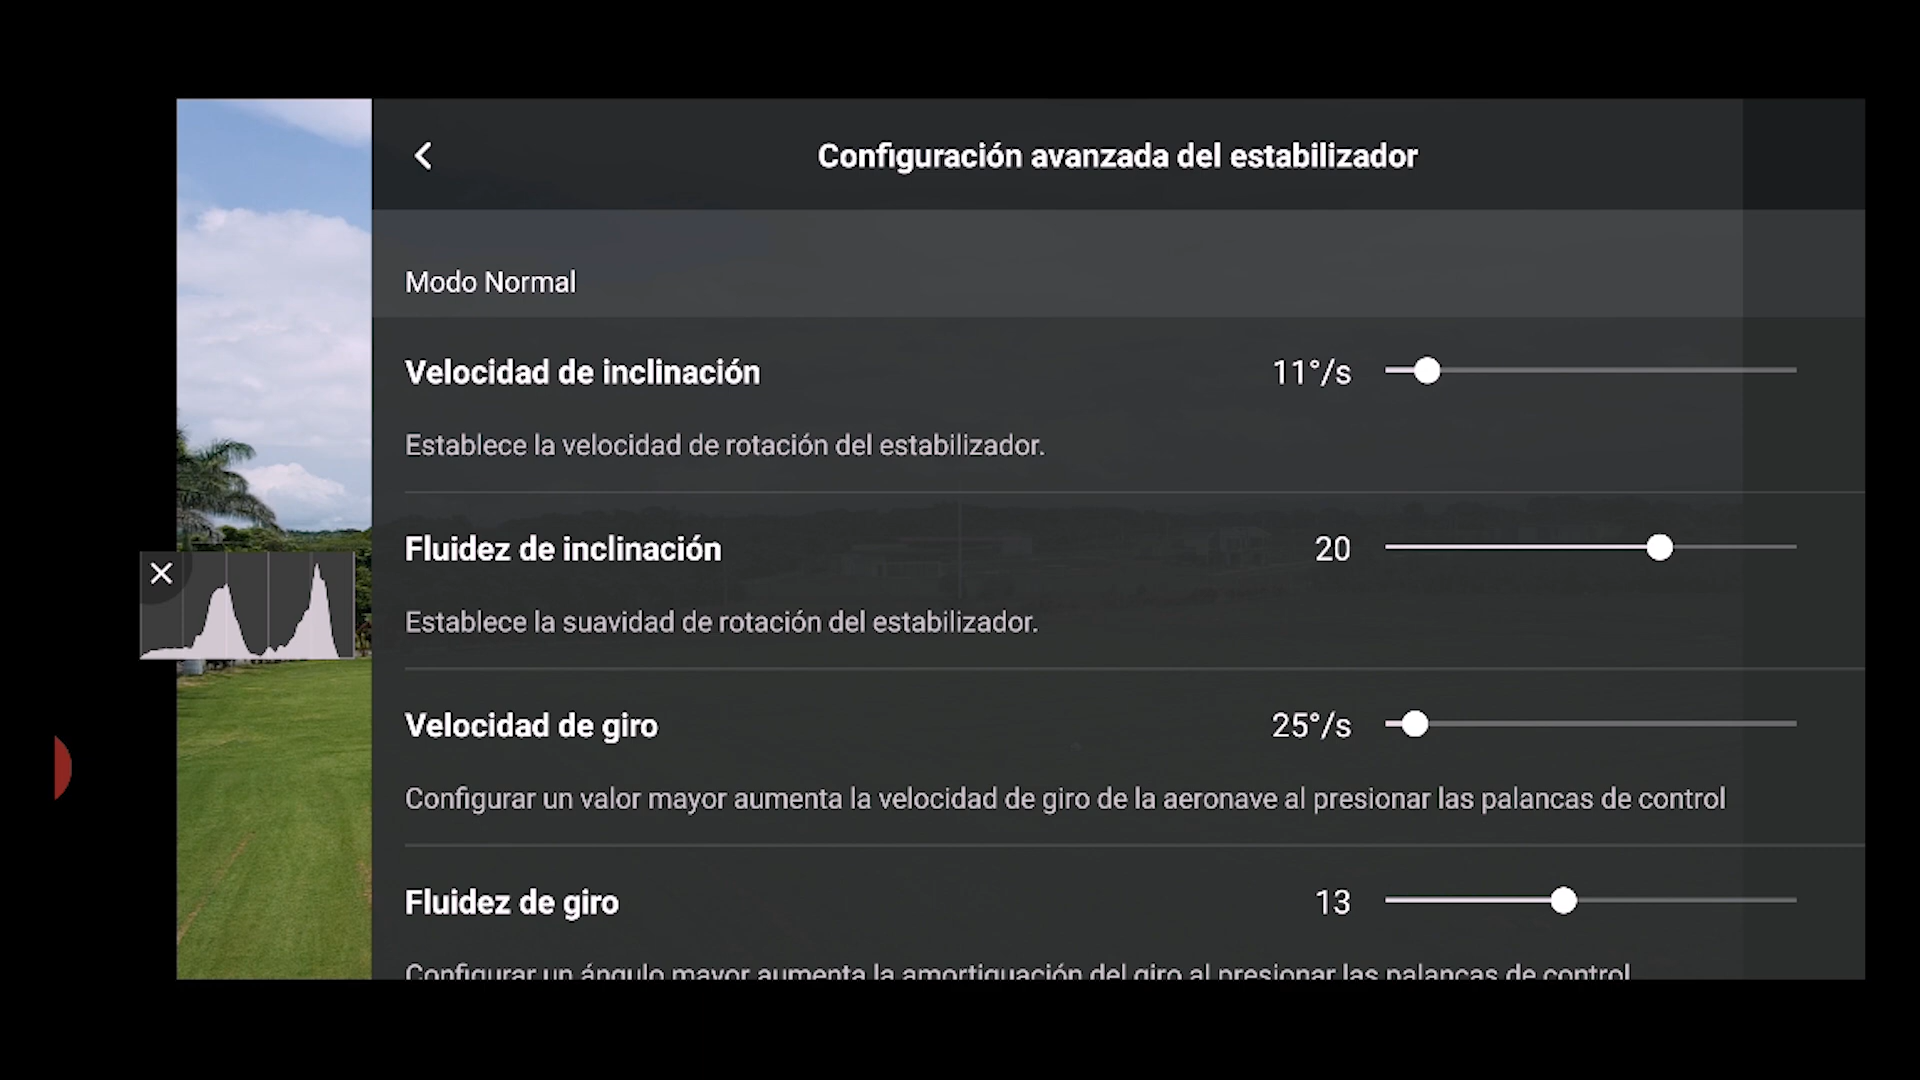 Configuración avanzada del estabilizador
Modo Normal
Velocidad de inclinación 11°/s
Establece la velocidad de rotación del estabilizador.
Fluidez de inclinación 20
Establece la suavidad de rotación del estabilizador.
Velocidad de giro 25°/s
Configurar un valor mayor aumenta la velocidad de giro de la aeronave al presionar las palancas de control
Fluidez de giro 13
Configurar un ángulo mayor aumenta la amortiguación del giro al presionar las palancas de control